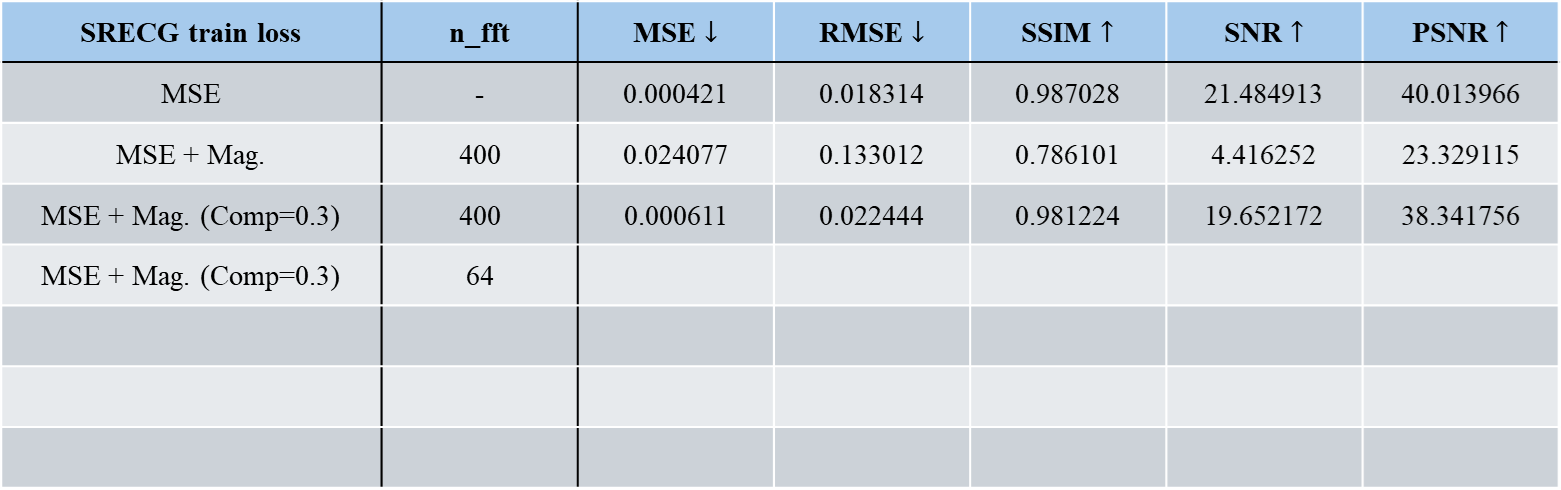 SRECG train loss n_fft MSE ↓ RMSE ↓ SSIM ↑ SNR ↑ PSNR ↑
MSE - 0.000421 0.018314 0.987028 21.484913 40.013966
MSE + Mag. 400 0.024077 0.133012 0.786101 4.416252 23.329115
MSE + Mag. (Comp=0.3) 400 0.000611 0.022444 0.981224 19.652172 38.341756
MSE + Mag. (Comp=0.3) 64